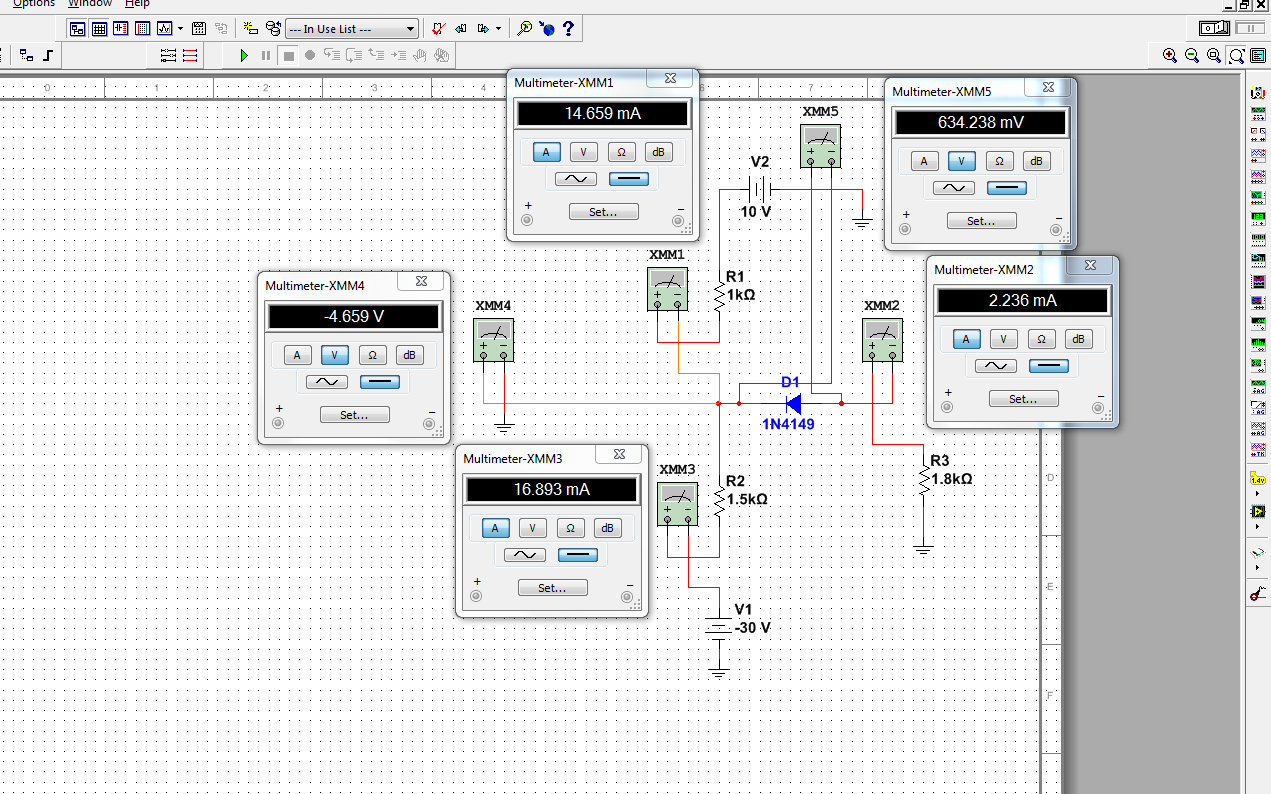 Options Window Help
--- In Use List ---
0 1 2 3 4 6 7
Multimeter-XMM1
14.659 mA
A V Ω dB
+ Set... −
Multimeter-XMM5
634.238 mV
A V Ω dB
+ Set... −
XMM5
+ −
V2
10 V
XMM1
+ −
R1
1kΩ
Multimeter-XMM2
2.236 mA
A V Ω dB
+ Set... −
Multimeter-XMM4
-4.659 V
A V Ω dB
+ Set... −
XMM4
+ −
XMM2
+ −
D1
1N4149
Multimeter-XMM3
16.893 mA
A V Ω dB
+ Set... −
XMM3
+ −
R2
1.5kΩ
R3
1.8kΩ
V1
-30 V
D
E
F
1.4v